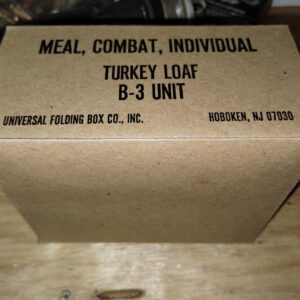 MEAL, COMBAT, INDIVIDUAL
TURKEY LOAF
B-3 UNIT
UNIVERSAL FOLDING BOX CO., INC. HOBOKEN, NJ 07030